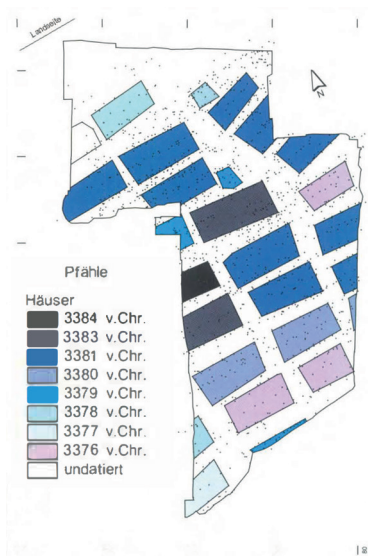 Landseite
N
Pfähle
Häuser
3384 v.Chr.
3383 v.Chr.
3381 v.Chr.
3380 v.Chr.
3379 v.Chr.
3378 v.Chr.
3377 v.Chr.
3376 v.Chr.
undatiert